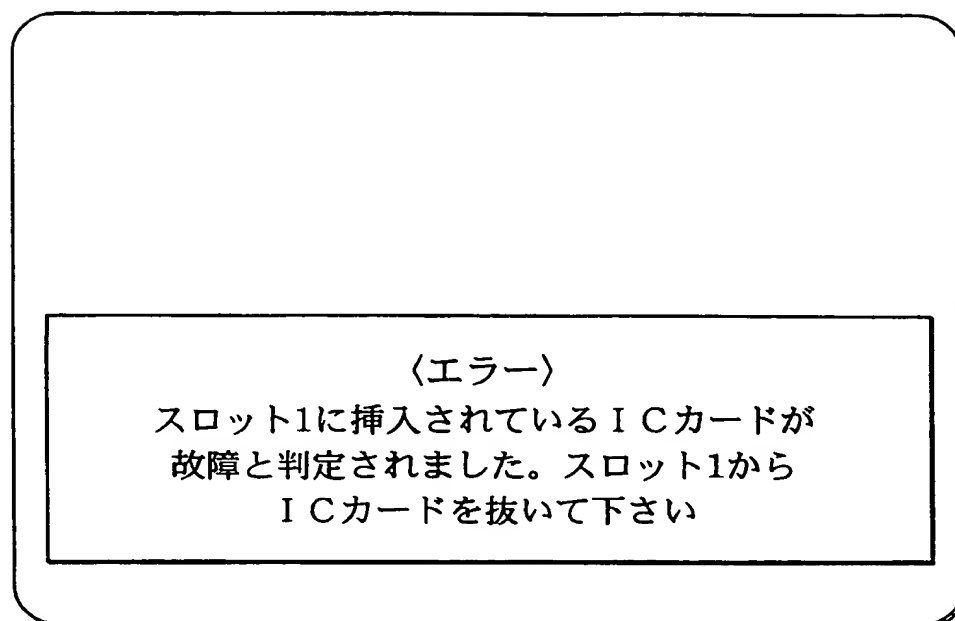 〈エラー〉
スロット1に挿入されているＩＣカードが
故障と判定されました。スロット1から
ＩＣカードを抜いて下さい